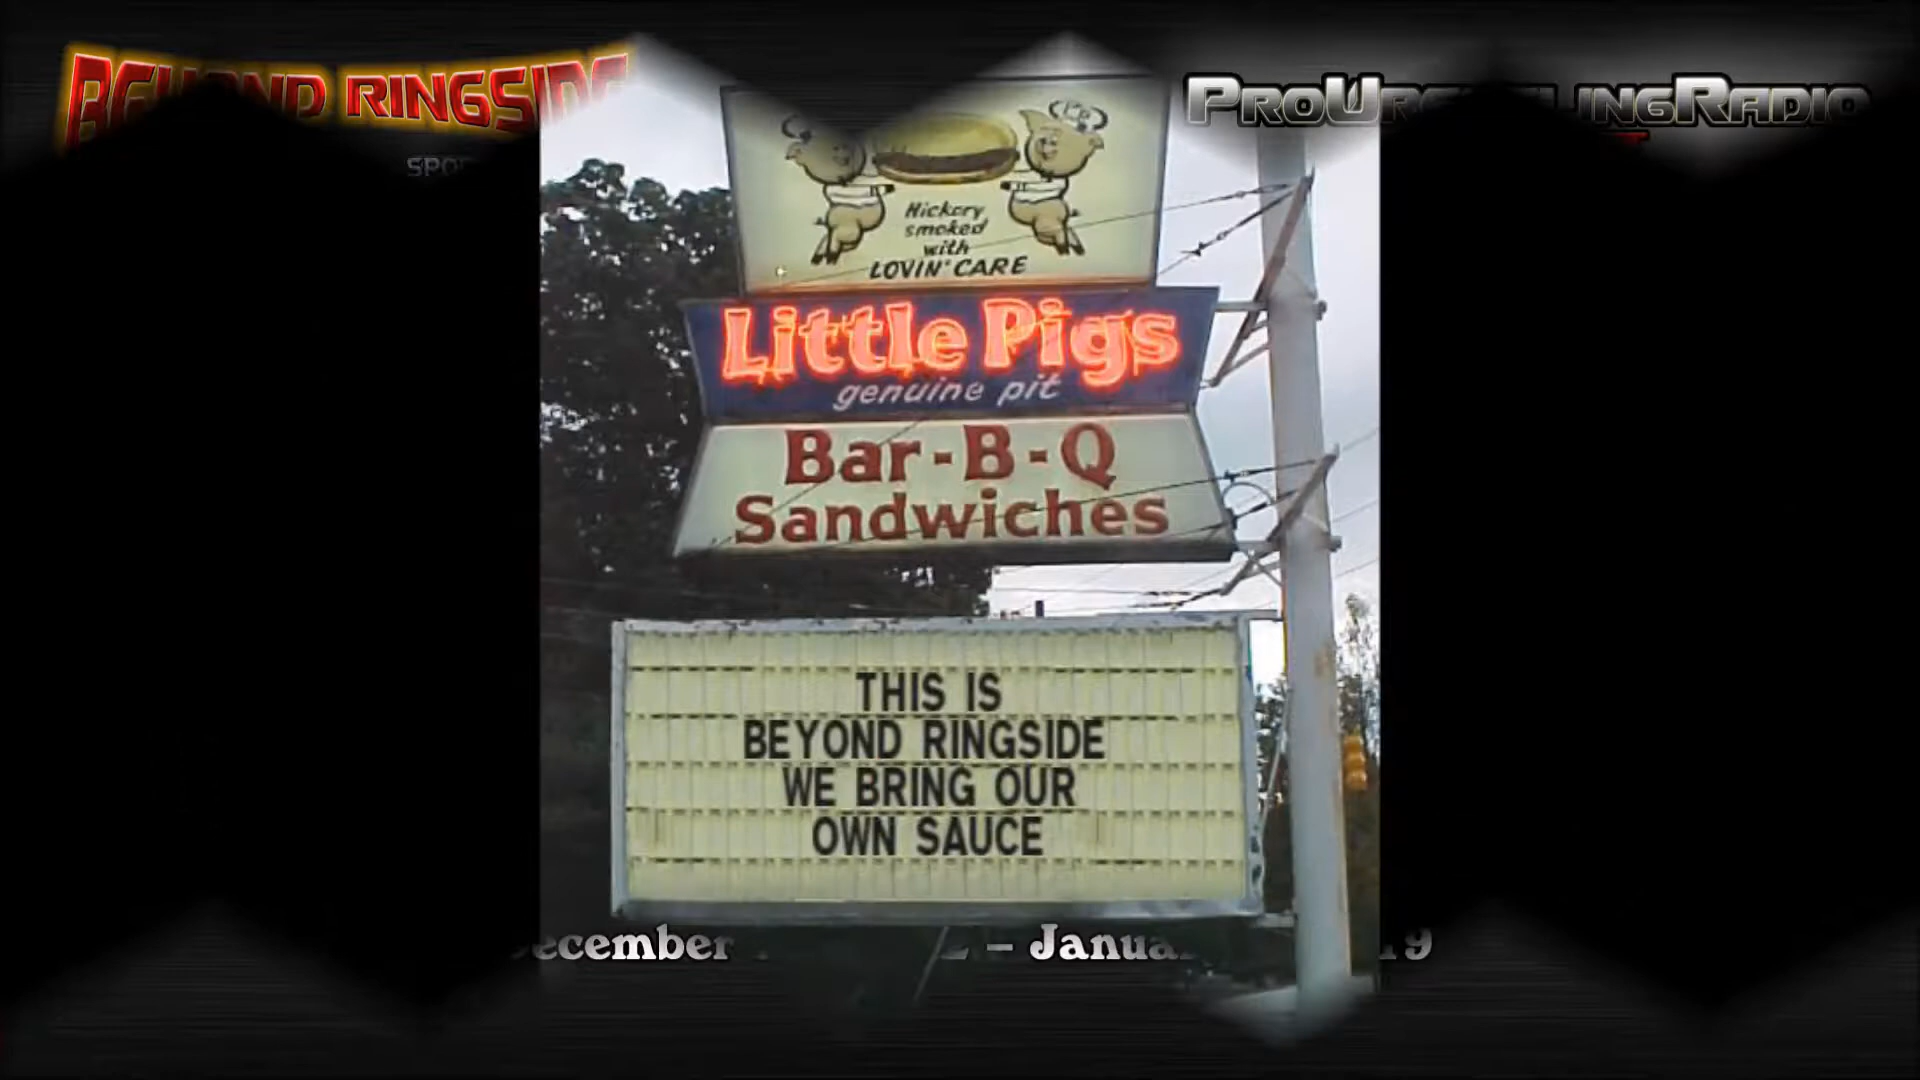 RINGSIDE
Hickory
smoked
with
LOVIN' CARE
Little Pigs
genuine pit
Bar-B-Q
Sandwiches
THIS IS
BEYOND RINGSIDE
WE BRING OUR
OWN SAUCE